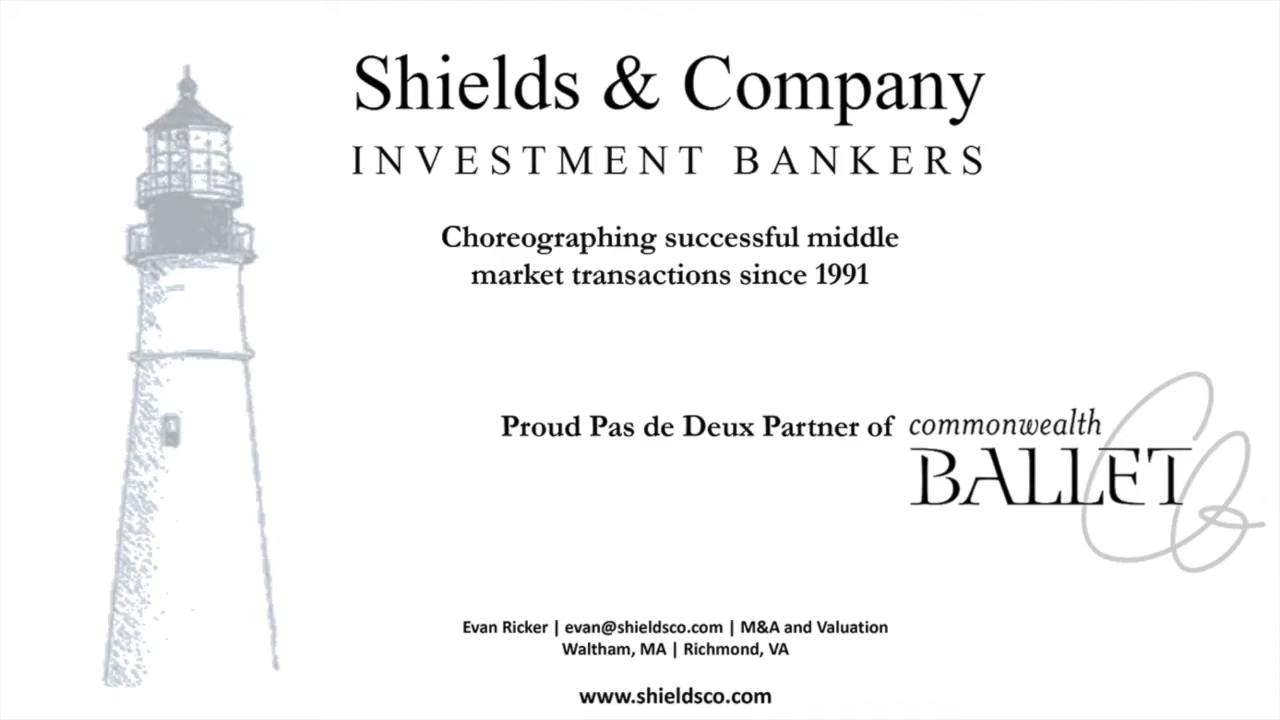 Shields & Company
INVESTMENT BANKERS
Choreographing successful middle
market transactions since 1991
Proud Pas de Deux Partner of commonwealth
BALLET
Evan Ricker | evan@shieldsco.com | M&A and Valuation
Waltham, MA | Richmond, VA
www.shieldsco.com